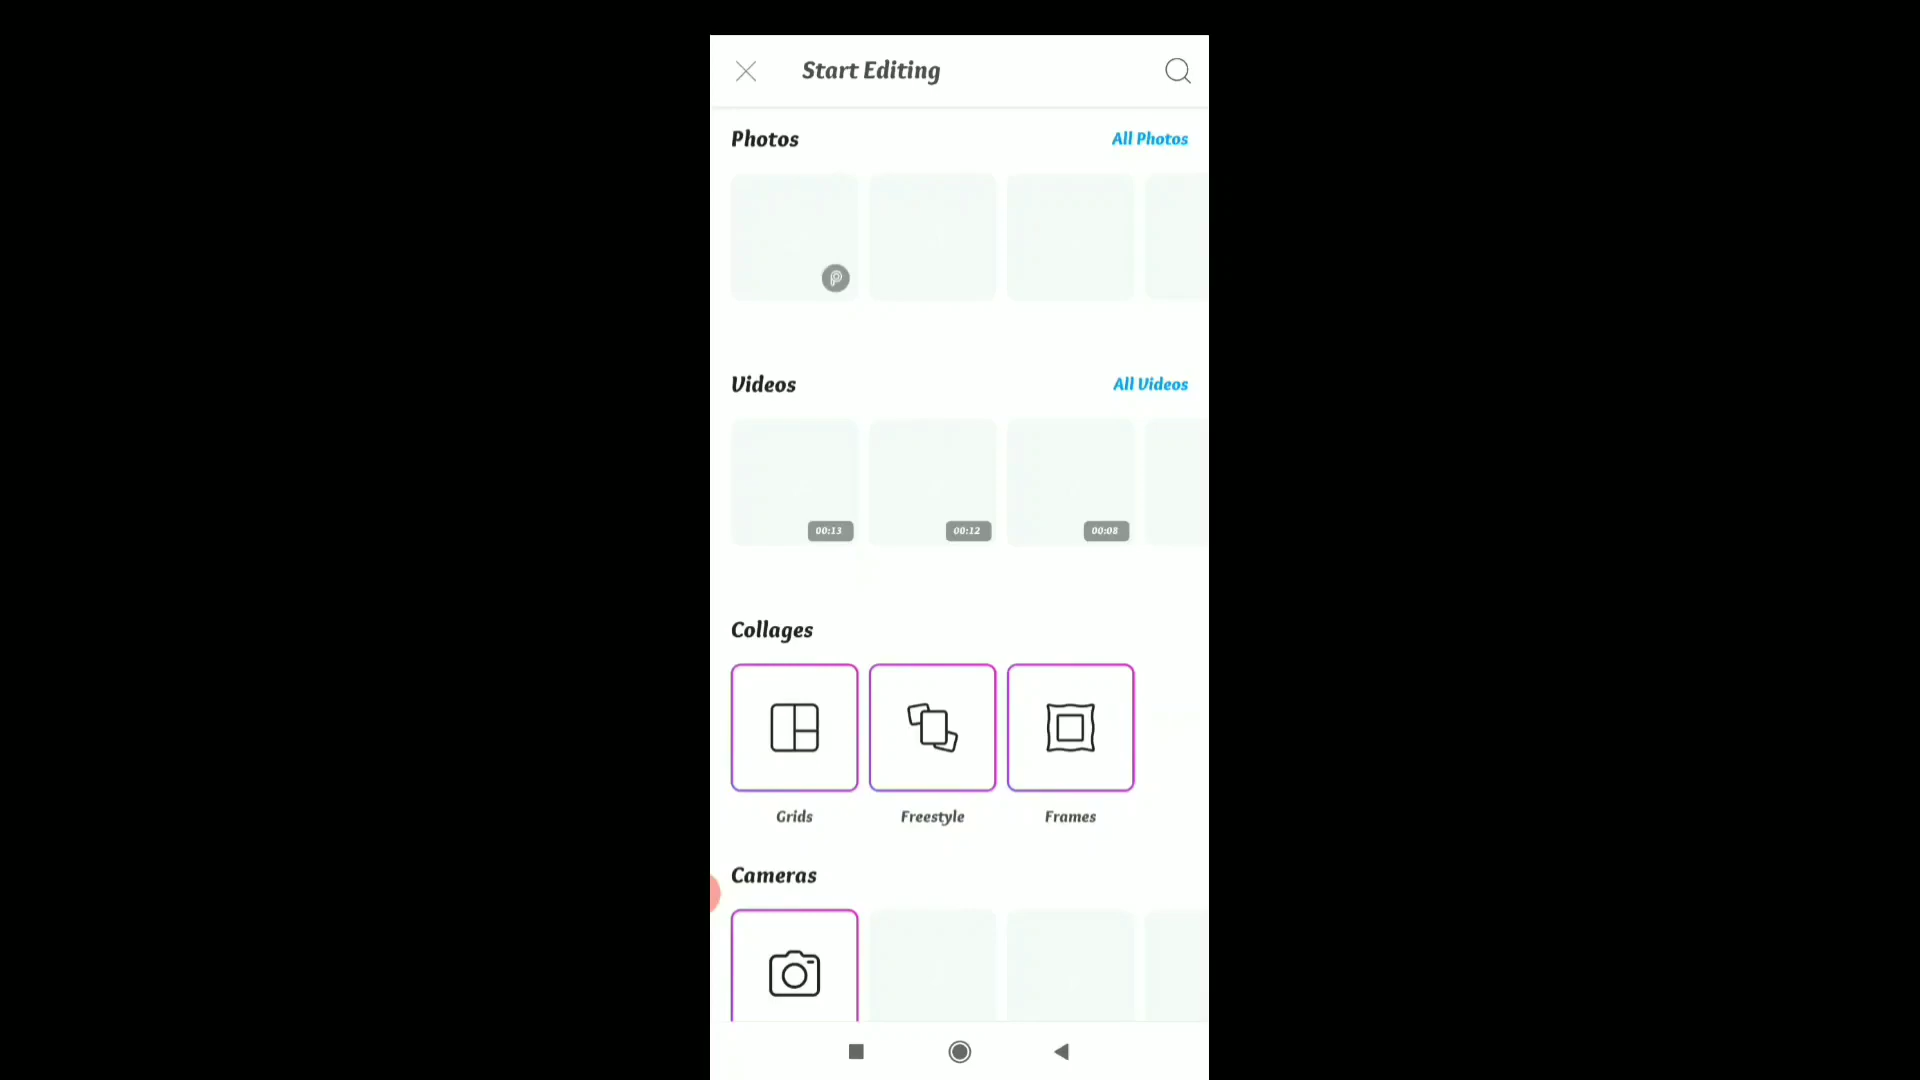 Start Editing
Photos
All Photos
Videos
All Videos
00:13
00:12
00:08
Collages
Grids
Freestyle
Frames
Cameras